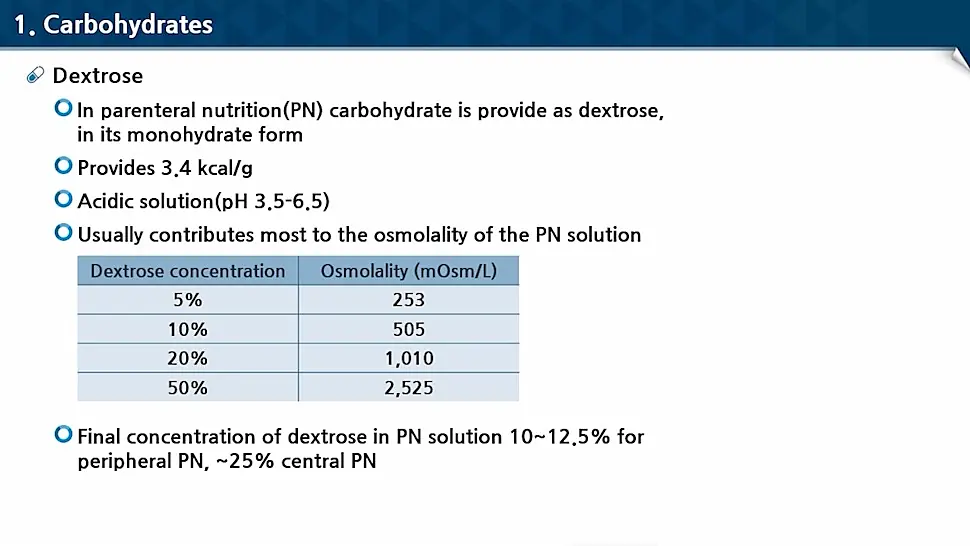 1. Carbohydrates
Dextrose
In parenteral nutrition(PN) carbohydrate is provide as dextrose,
in its monohydrate form
Provides 3.4 kcal/g
Acidic solution(pH 3.5-6.5)
Usually contributes most to the osmolality of the PN solution
Dextrose concentration Osmolality (mOsm/L)
5% 253
10% 505
20% 1,010
50% 2,525
Final concentration of dextrose in PN solution 10~12.5% for
peripheral PN, ~25% central PN